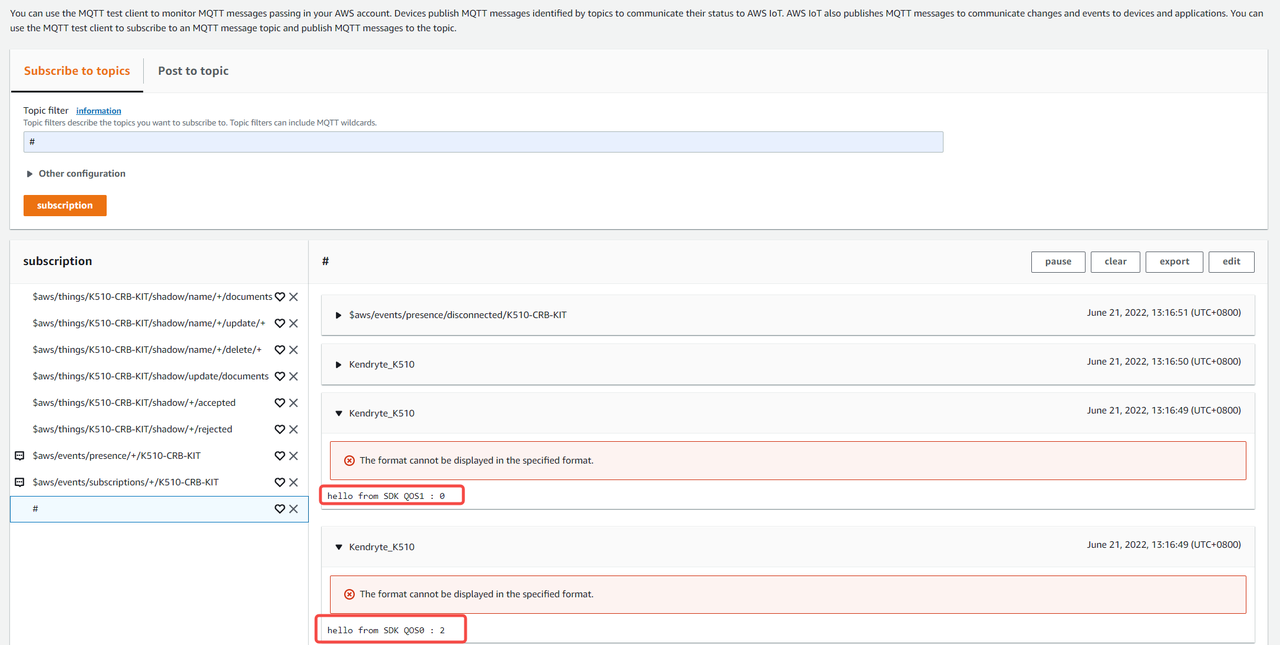 You can use the MQTT test client to monitor MQTT messages passing in your AWS account. Devices publish MQTT messages identified by topics to communicate their status to AWS IoT. AWS IoT also publishes MQTT messages to communicate changes and events to devices and applications. You can
use the MQTT test client to subscribe to an MQTT message topic and publish MQTT messages to the topic.
Subscribe to topics
Post to topic
Topic filter information
Topic filters describe the topics you want to subscribe to. Topic filters can include MQTT wildcards.
#
Other configuration
subscription
subscription
$aws/things/K510-CRB-KIT/shadow/name/+/documents
$aws/things/K510-CRB-KIT/shadow/name/+/update/+
$aws/things/K510-CRB-KIT/shadow/name/+/delete/+
$aws/things/K510-CRB-KIT/shadow/update/documents
$aws/things/K510-CRB-KIT/shadow/+/accepted
$aws/things/K510-CRB-KIT/shadow/+/rejected
$aws/events/presence/+/K510-CRB-KIT
$aws/events/subscriptions/+/K510-CRB-KIT
#
#
pause
clear
export
edit
$aws/events/presence/disconnected/K510-CRB-KIT
June 21, 2022, 13:16:51 (UTC+0800)
Kendryte_K510
June 21, 2022, 13:16:50 (UTC+0800)
Kendryte_K510
June 21, 2022, 13:16:49 (UTC+0800)
The format cannot be displayed in the specified format.
hello from SDK QOS1 : 0
Kendryte_K510
June 21, 2022, 13:16:49 (UTC+0800)
The format cannot be displayed in the specified format.
hello from SDK QOS0 : 2